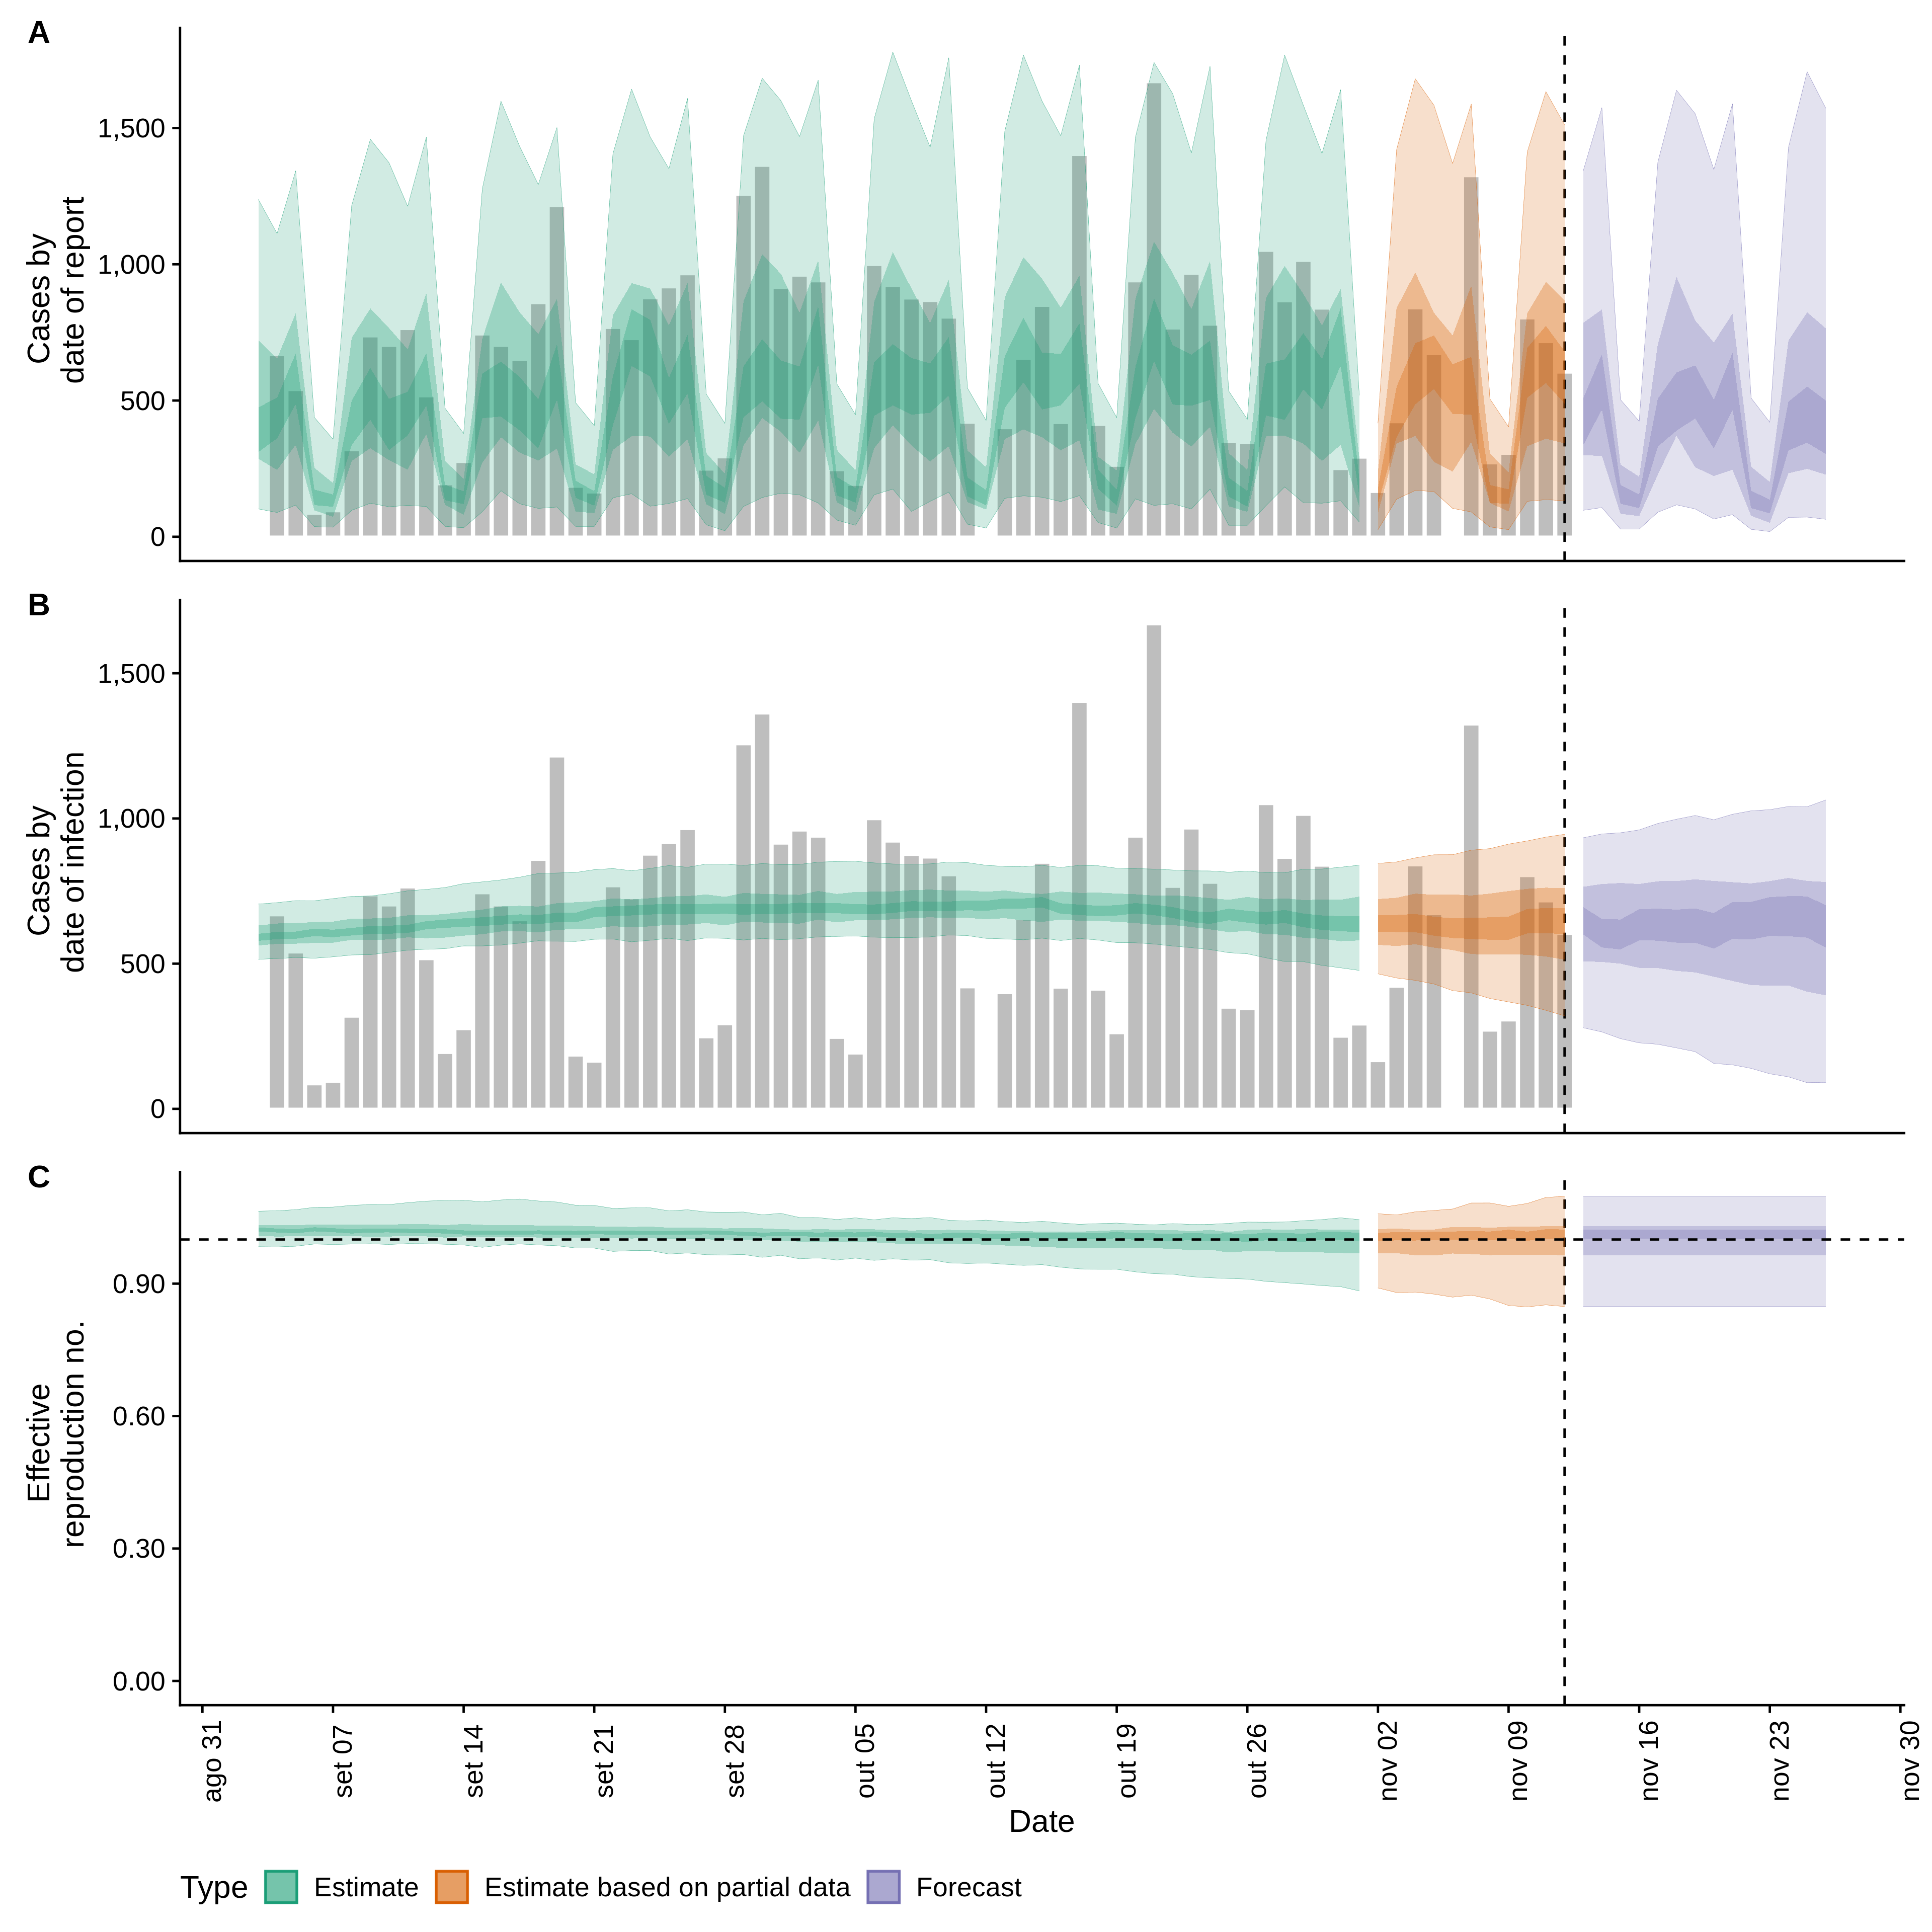 A
Cases by
date of report
1,500
1,000
500
0
B
Cases by
date of infection
1,500
1,000
500
0
C
Effective
reproduction no.
0.90
0.60
0.30
0.00
ago 31
set 07
set 14
set 21
set 28
out 05
out 12
out 19
out 26
nov 02
nov 09
nov 16
nov 23
nov 30
Date
Type
Estimate
Estimate based on partial data
Forecast